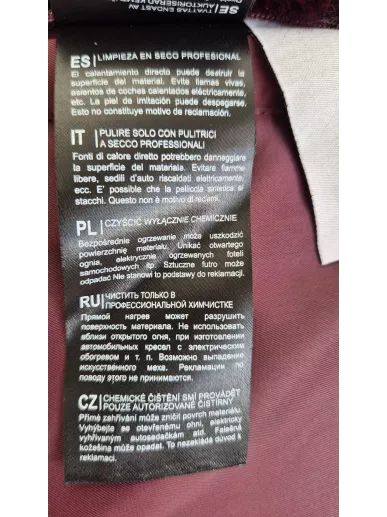 SE | TVÄTTAS ENDAST AV
AUKTORISERAD KEMTVÄTT
ES | LIMPIEZA EN SECO PROFESIONAL
El calentamiento directo puede destruir la
superficie del material. Evite llamas vivas,
asientos de coches calentados eléctricamente,
etc. La piel de imitación puede despegarse.
Esto no constituye motivo de reclamación.
IT | PULIRE SOLO CON PULITRICI
A SECCO PROFESSIONALI!
Fonti di calore diretto potrebbero danneggiare
la superficie del materiale. Evitare fiamme
libere, sedili d'auto riscaldati elettricamente,
ecc. E' possibile che la pelliccia sintetica si
stacchi. Questo non è motivo di reclami.
PL | CZYŚCIĆ WYŁĄCZNIE CHEMICZNIE
Bezpośrednie ogrzewanie może uszkodzić
powierzchnię materiału. Unikać otwartego
ognia, elektrycznie ogrzewanych foteli
samochodowych itp. Sztuczne futro może
odpadać Nie stanowi to podstawy do reklamacji.
RU | ЧИСТИТЬ ТОЛЬКО В
ПРОФЕССИОНАЛЬНОЙ ХИМЧИСТКЕ
Прямой нагрев может разрушить
поверхность материала. Не использовать
вблизи открытого огня, при изготовлении
автомобильных кресел с электрическим
обогревом и т. п. Возможно выпадение
искусственного меха. Рекламации по
поводу этого не принимаются.
CZ | CHEMICKÉ ČIŠTĚNÍ SMÍ PROVÁDĚT
POUZE AUTORIZOVANÉ ČISTÍRNY
Přímé zahřívání může zničit povrch materiálu.
Vyhýbejte se otevřenému ohni, elektricky
vyhřívaným autosedačkám atd. Falešná
kožešina může opadat. To nezakládá důvod k
reklamaci.